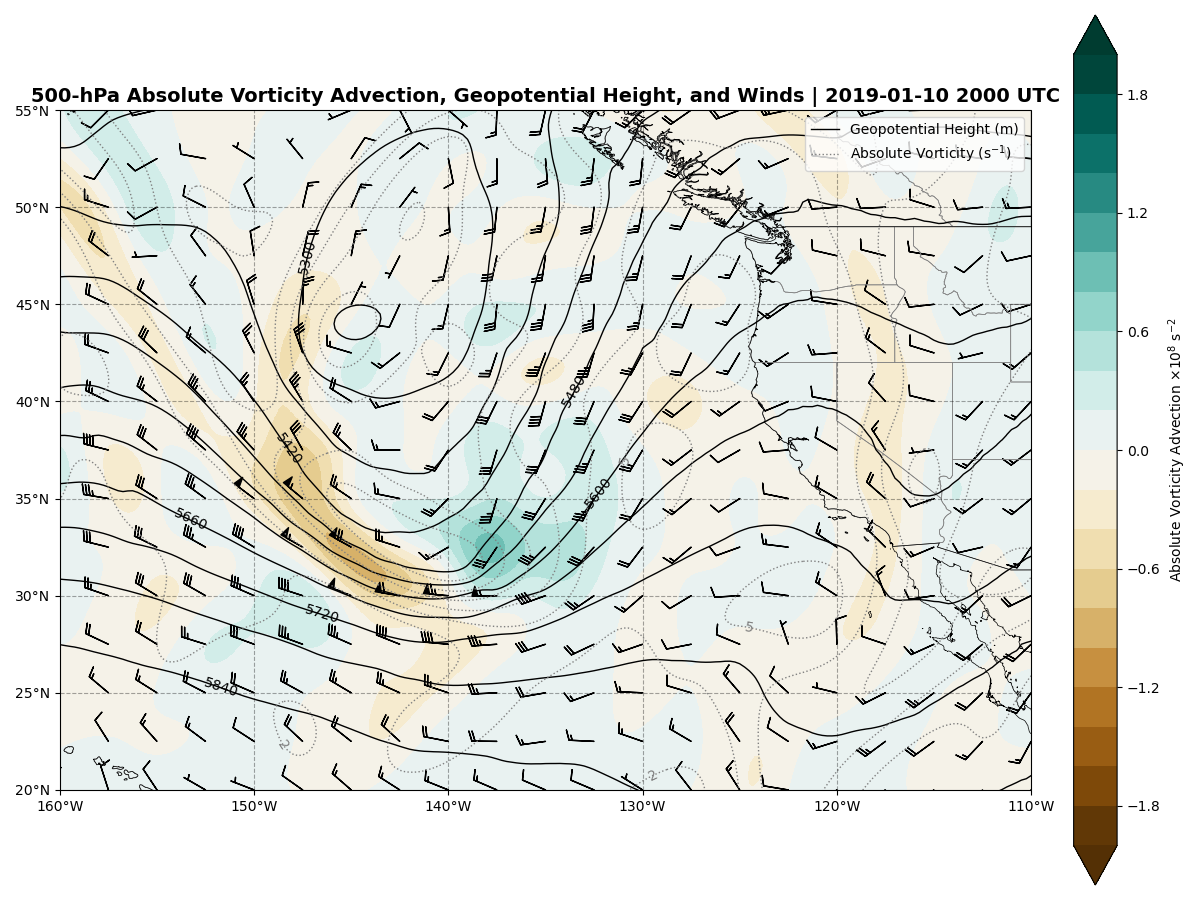 500-hPa Absolute Vorticity Advection, Geopotential Height, and Winds | 2019-01-10 2000 UTC
Geopotential Height (m)
Absolute Vorticity (s⁻¹)
55°N
50°N
45°N
40°N
35°N
30°N
25°N
20°N
160°W
150°W
140°W
130°W
120°W
110°W
5300
5420
5480
5600
5660
5720
5840
5
5
2
2
2
1.8
1.2
0.6
0.0
−0.6
−1.2
−1.8
Absolute Vorticity Advection ×10⁸ s⁻²